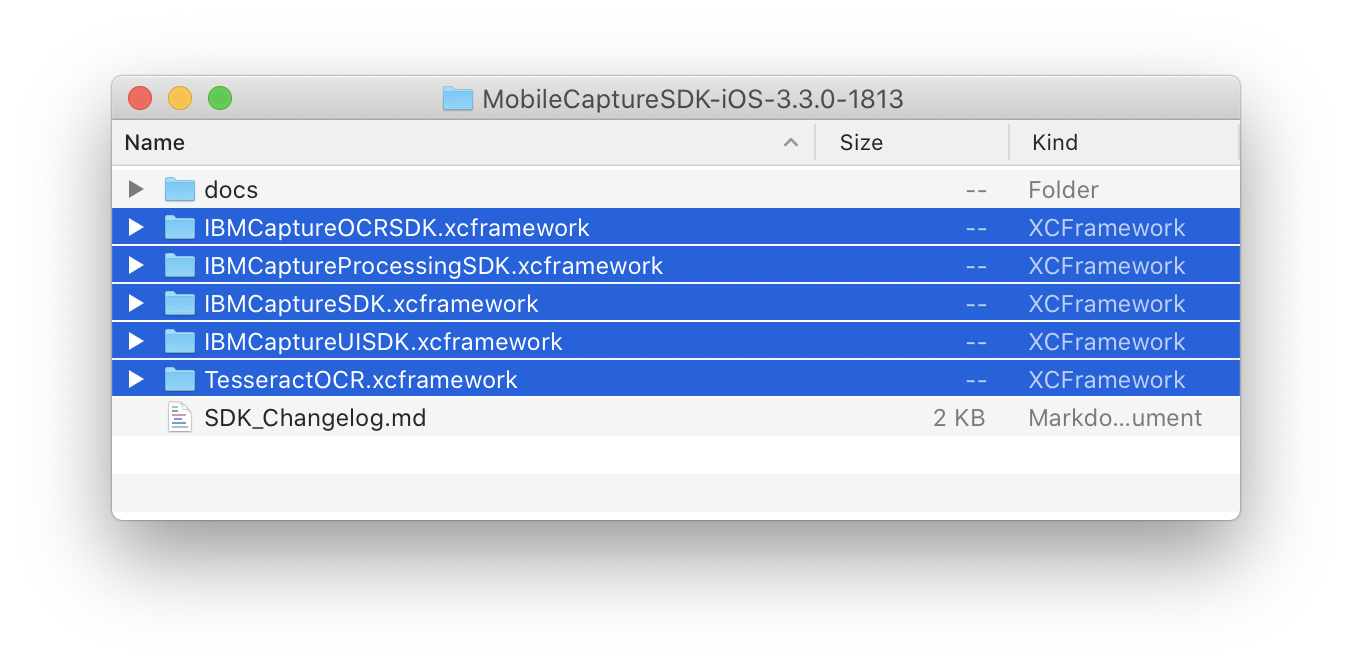 MobileCaptureSDK-iOS-3.3.0-1813
Name Size Kind
docs -- Folder
IBMCaptureOCRSDK.xcframework -- XCFramework
IBMCaptureProcessingSDK.xcframework -- XCFramework
IBMCaptureSDK.xcframework -- XCFramework
IBMCaptureUISDK.xcframework -- XCFramework
TesseractOCR.xcframework -- XCFramework
SDK_Changelog.md 2 KB Markdo...ument